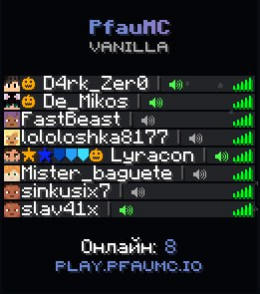 PfauMC
VANILLA
D4rk_Zer0
De_Mikos
FastBeast
lololoshka8177
Lyracon
Mister_baguete
sinkusix7
slav41x
Онлайн: 8
PLAY.PFAUMC.IO